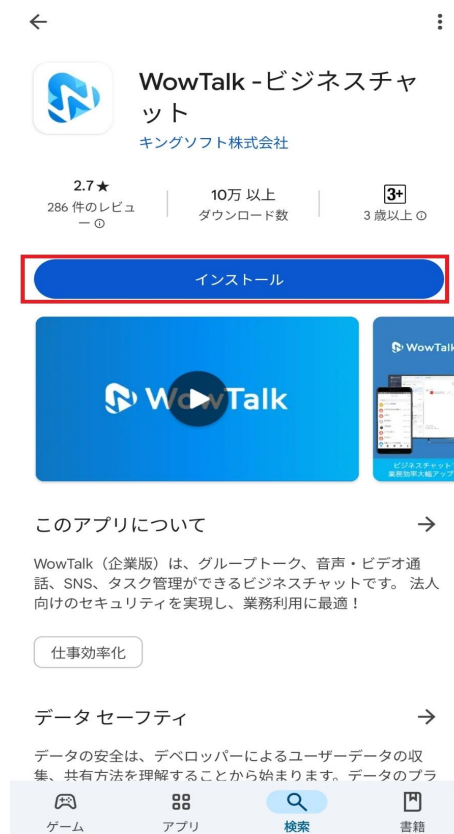 WowTalk -ビジネスチャ
ット
キングソフト株式会社
2.7★
286 件のレビュ
ー
10万 以上
ダウンロード数
3+
3 歳以上
インストール
WowTalk
WowTalk
ビジネスチャット
業務効率大幅アップ
このアプリについて
WowTalk（企業版）は、グループトーク、音声・ビデオ通
話、SNS、タスク管理ができるビジネスチャットです。 法人
向けのセキュリティを実現し、業務利用に最適！
仕事効率化
データ セーフティ
データの安全は、デベロッパーによるユーザーデータの収
集、共有方法を理解することから始まります。データのプラ
ゲーム
アプリ
検索
書籍